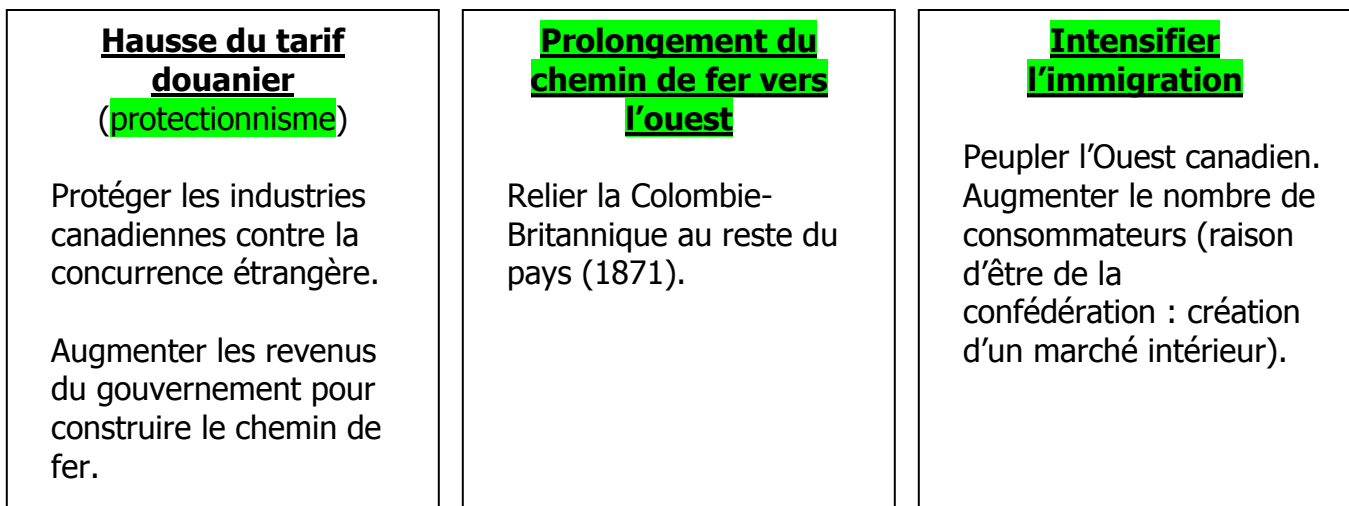 Hausse du tarif
douanier
(protectionnisme)
Protéger les industries
canadiennes contre la
concurrence étrangère.
Augmenter les revenus
du gouvernement pour
construire le chemin de
fer.
Prolongement du
chemin de fer vers
l’ouest
Relier la Colombie-
Britannique au reste du
pays (1871).
Intensifier
l’immigration
Peupler l’Ouest canadien.
Augmenter le nombre de
consommateurs (raison
d’être de la
confédération : création
d’un marché intérieur).